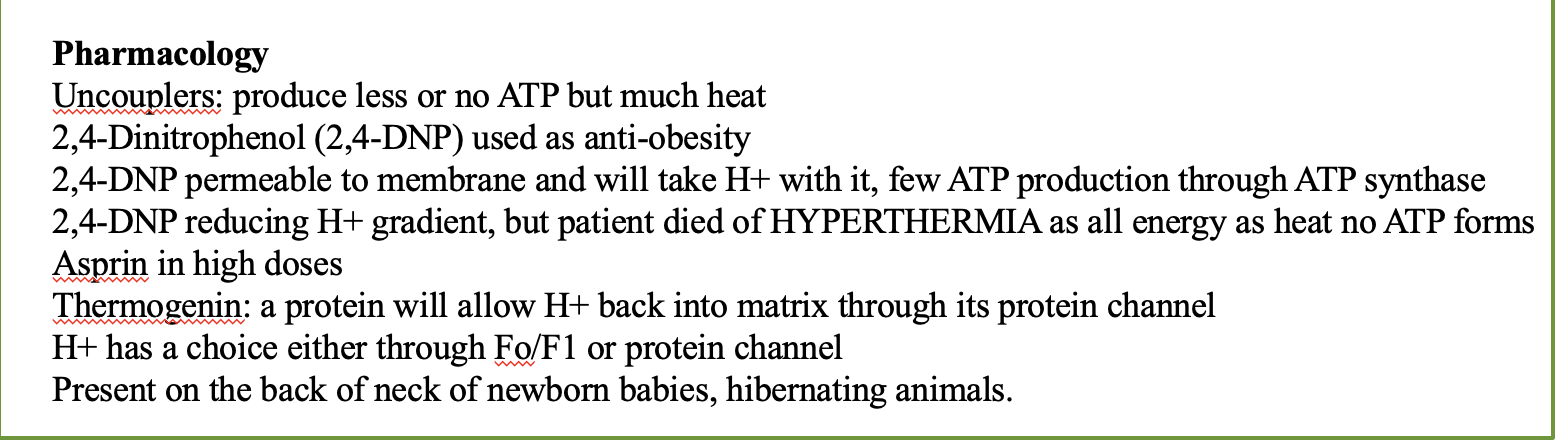 Pharmacology
Uncouplers: produce less or no ATP but much heat
2,4-Dinitrophenol (2,4-DNP) used as anti-obesity
2,4-DNP permeable to membrane and will take H+ with it, few ATP production through ATP synthase
2,4-DNP reducing H+ gradient, but patient died of HYPERTHERMIA as all energy as heat no ATP forms
Asprin in high doses
Thermogenin: a protein will allow H+ back into matrix through its protein channel
H+ has a choice either through Fo/F1 or protein channel
Present on the back of neck of newborn babies, hibernating animals.